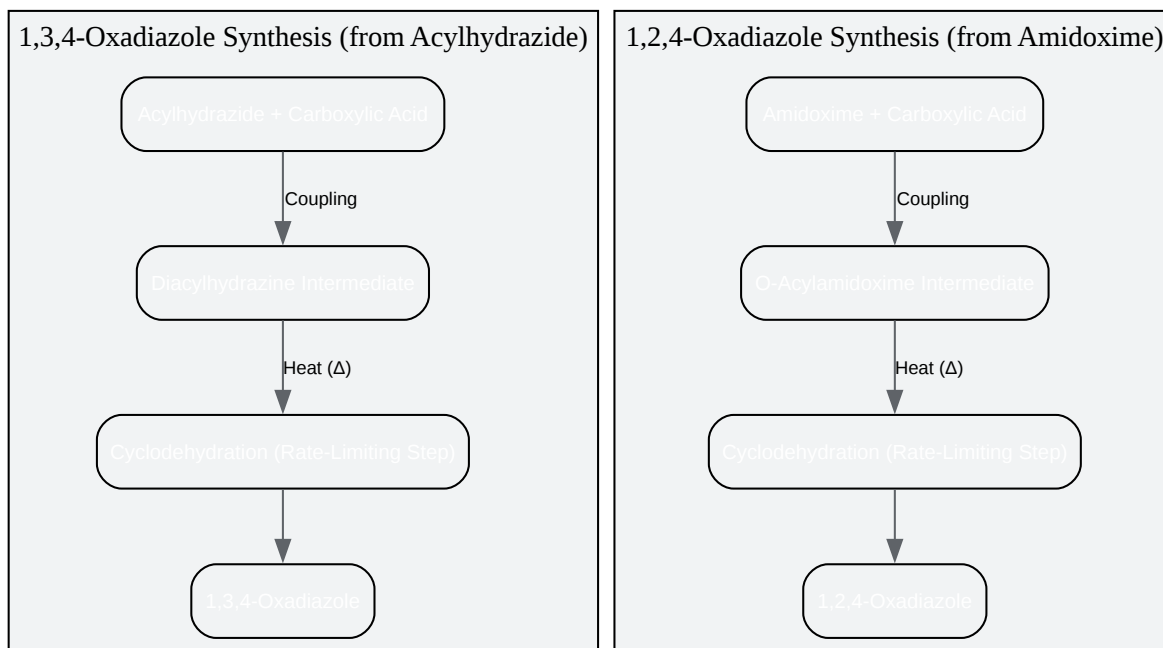 1,3,4-Oxadiazole Synthesis (from Acylhydrazide)
Acylhydrazide + Carboxylic Acid
Coupling
Diacylhydrazine Intermediate
Heat (Δ)
Cyclodehydration (Rate-Limiting Step)
1,3,4-Oxadiazole
1,2,4-Oxadiazole Synthesis (from Amidoxime)
Amidoxime + Carboxylic Acid
Coupling
O-Acylamidoxime Intermediate
Heat (Δ)
Cyclodehydration (Rate-Limiting Step)
1,2,4-Oxadiazole